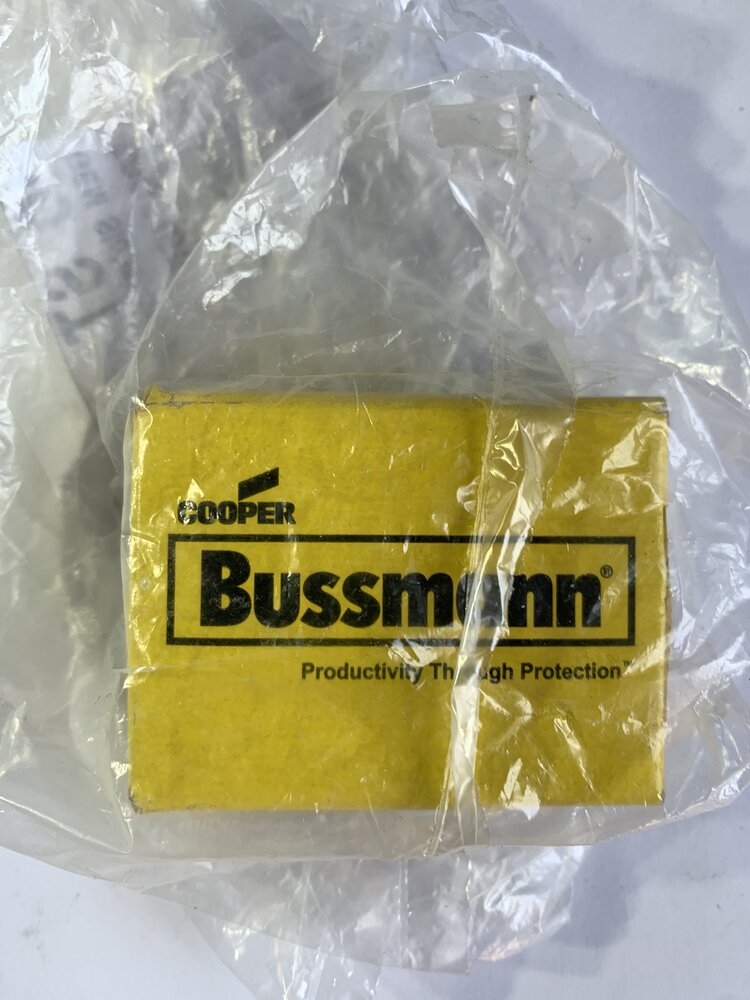 COOPER
Bussmann®
Productivity Through Protection™